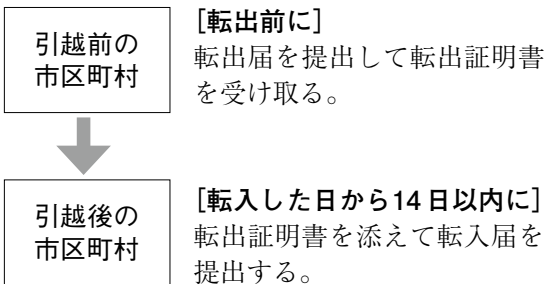 引越前の
市区町村
[転出前に]
転出届を提出して転出証明書
を受け取る。
引越後の
市区町村
[転入した日から14日以内に]
転出証明書を添えて転入届を
提出する。